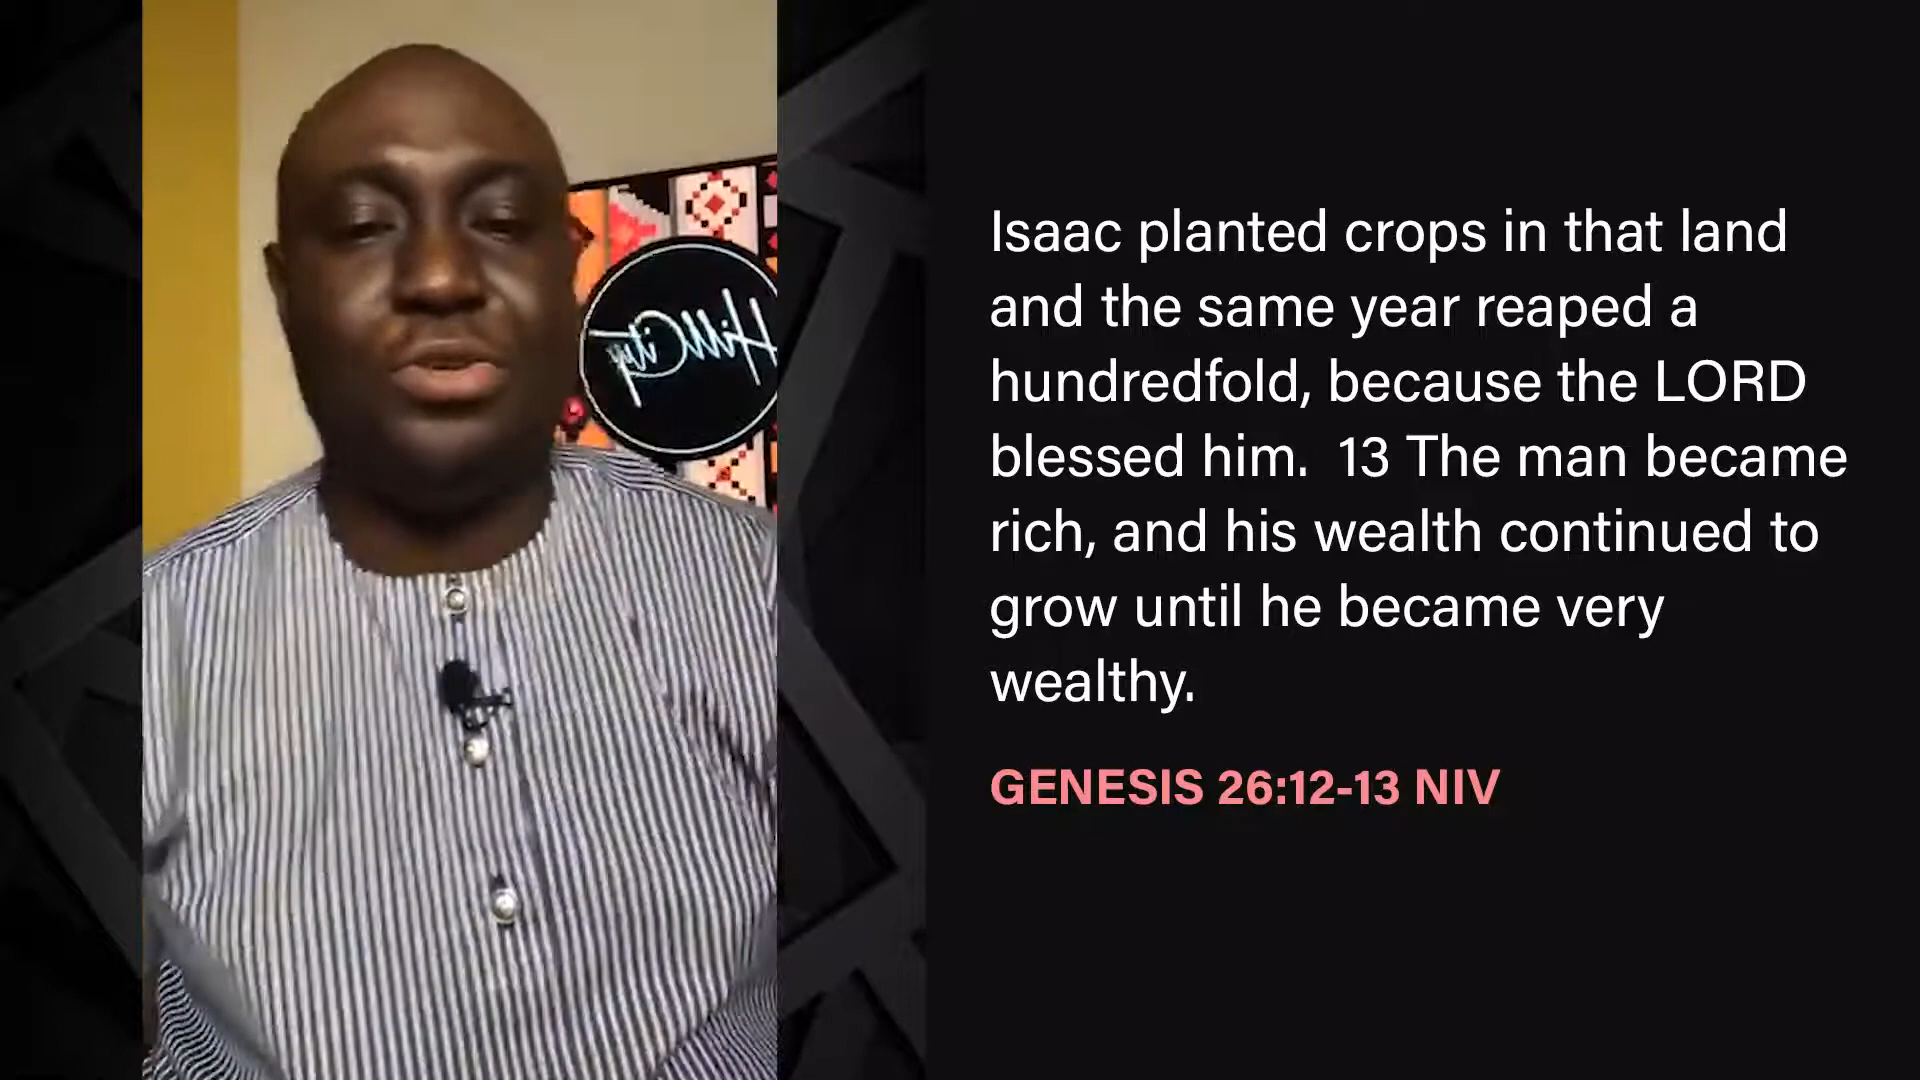 HillCity
Isaac planted crops in that land
and the same year reaped a
hundredfold, because the LORD
blessed him.  13 The man became
rich, and his wealth continued to
grow until he became very
wealthy.
GENESIS 26:12-13 NIV